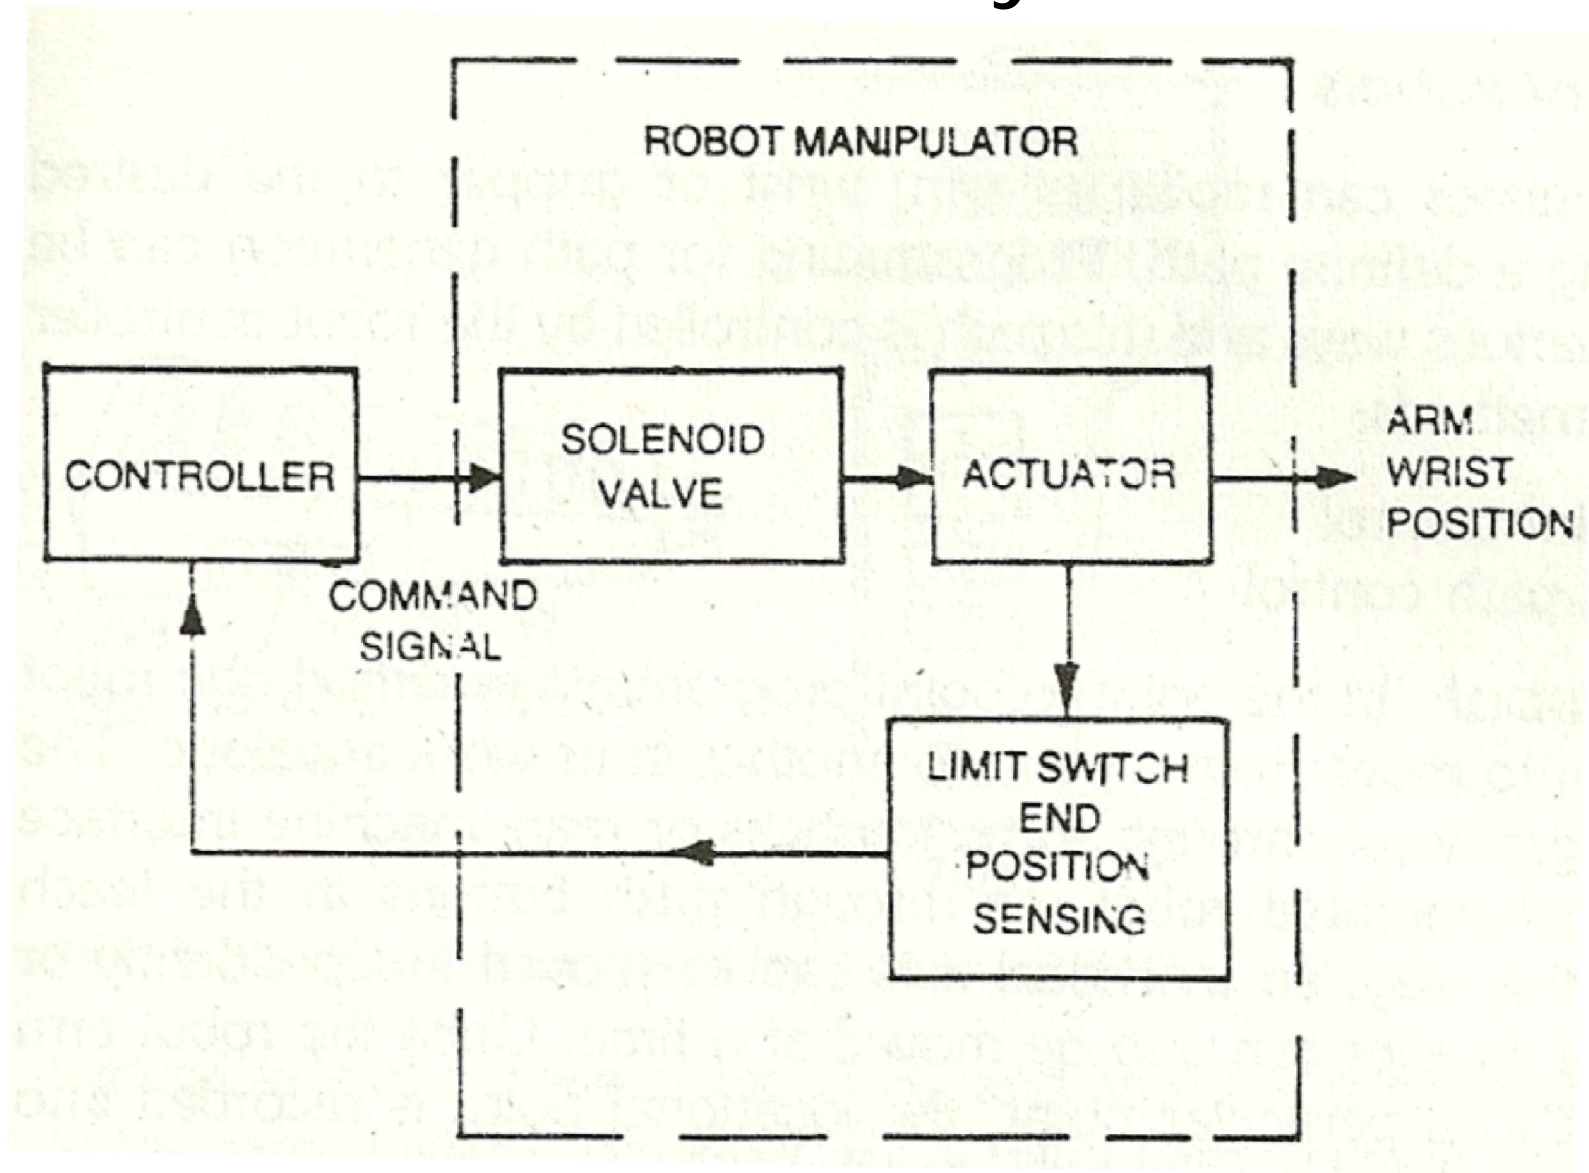 ROBOT MANIPULATOR
CONTROLLER
SOLENOID
VALVE
ACTUATOR
ARM
WRIST
POSITION
COMMAND
SIGNAL
LIMIT SWITCH
END
POSITION
SENSING